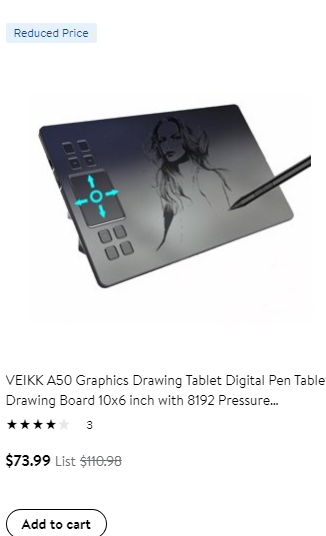 Reduced Price
VEIKK A50 Graphics Drawing Tablet Digital Pen Table
Drawing Board 10x6 inch with 8192 Pressure...
3
$73.99 List $110.98
Add to cart